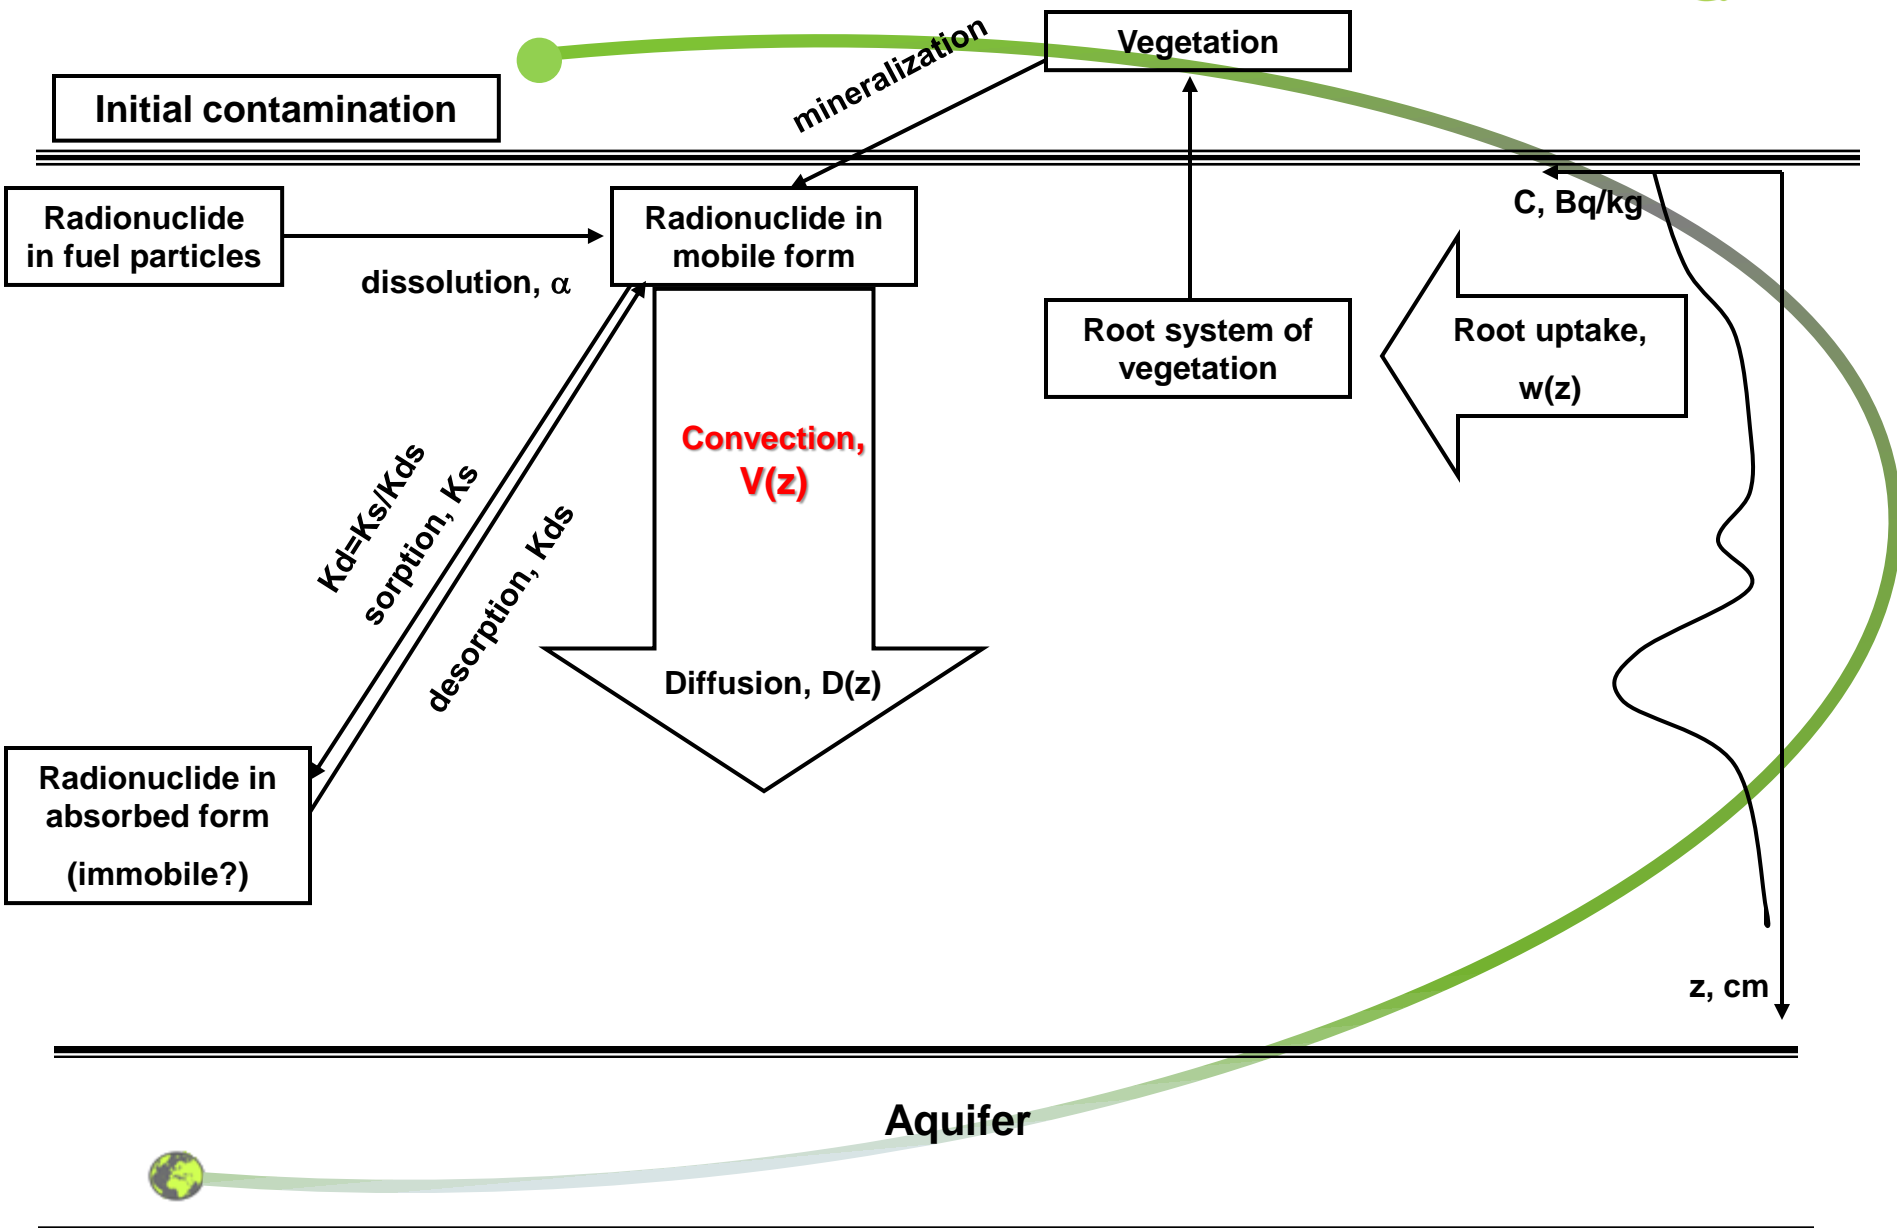 Vegetation
mineralization
Initial contamination
Radionuclide
in fuel particles
dissolution, α
Radionuclide in
mobile form
C, Bq/kg
Root system of
vegetation
Root uptake,
w(z)
Convection,
V(z)
Kd=Ks/Kds
sorption, Ks
desorption, Kds
Diffusion, D(z)
Radionuclide in
absorbed form
(immobile?)
z, cm
Aquifer